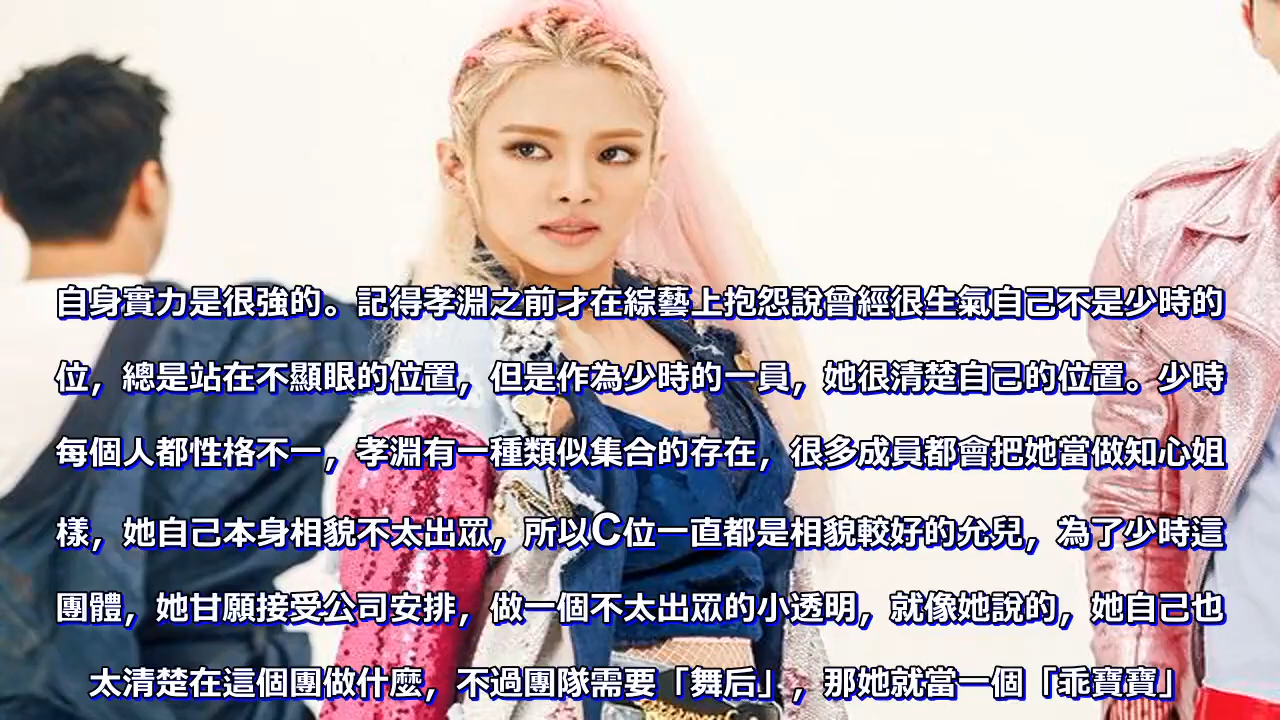 自身實力是很強的。記得孝淵之前才在綜藝上抱怨說曾經很生氣自己不是少時的
位，總是站在不顯眼的位置，但是作為少時的一員，她很清楚自己的位置。少時
每個人都性格不一，孝淵有一種類似集合的存在，很多成員都會把她當做知心姐
樣，她自己本身相貌不太出眾，所以C位一直都是相貌較好的允兒，為了少時這
團體，她甘願接受公司安排，做一個不太出眾的小透明，就像她說的，她自己也
太清楚在這個團做什麼，不過團隊需要「舞后」，那她就當一個「乖寶寶」